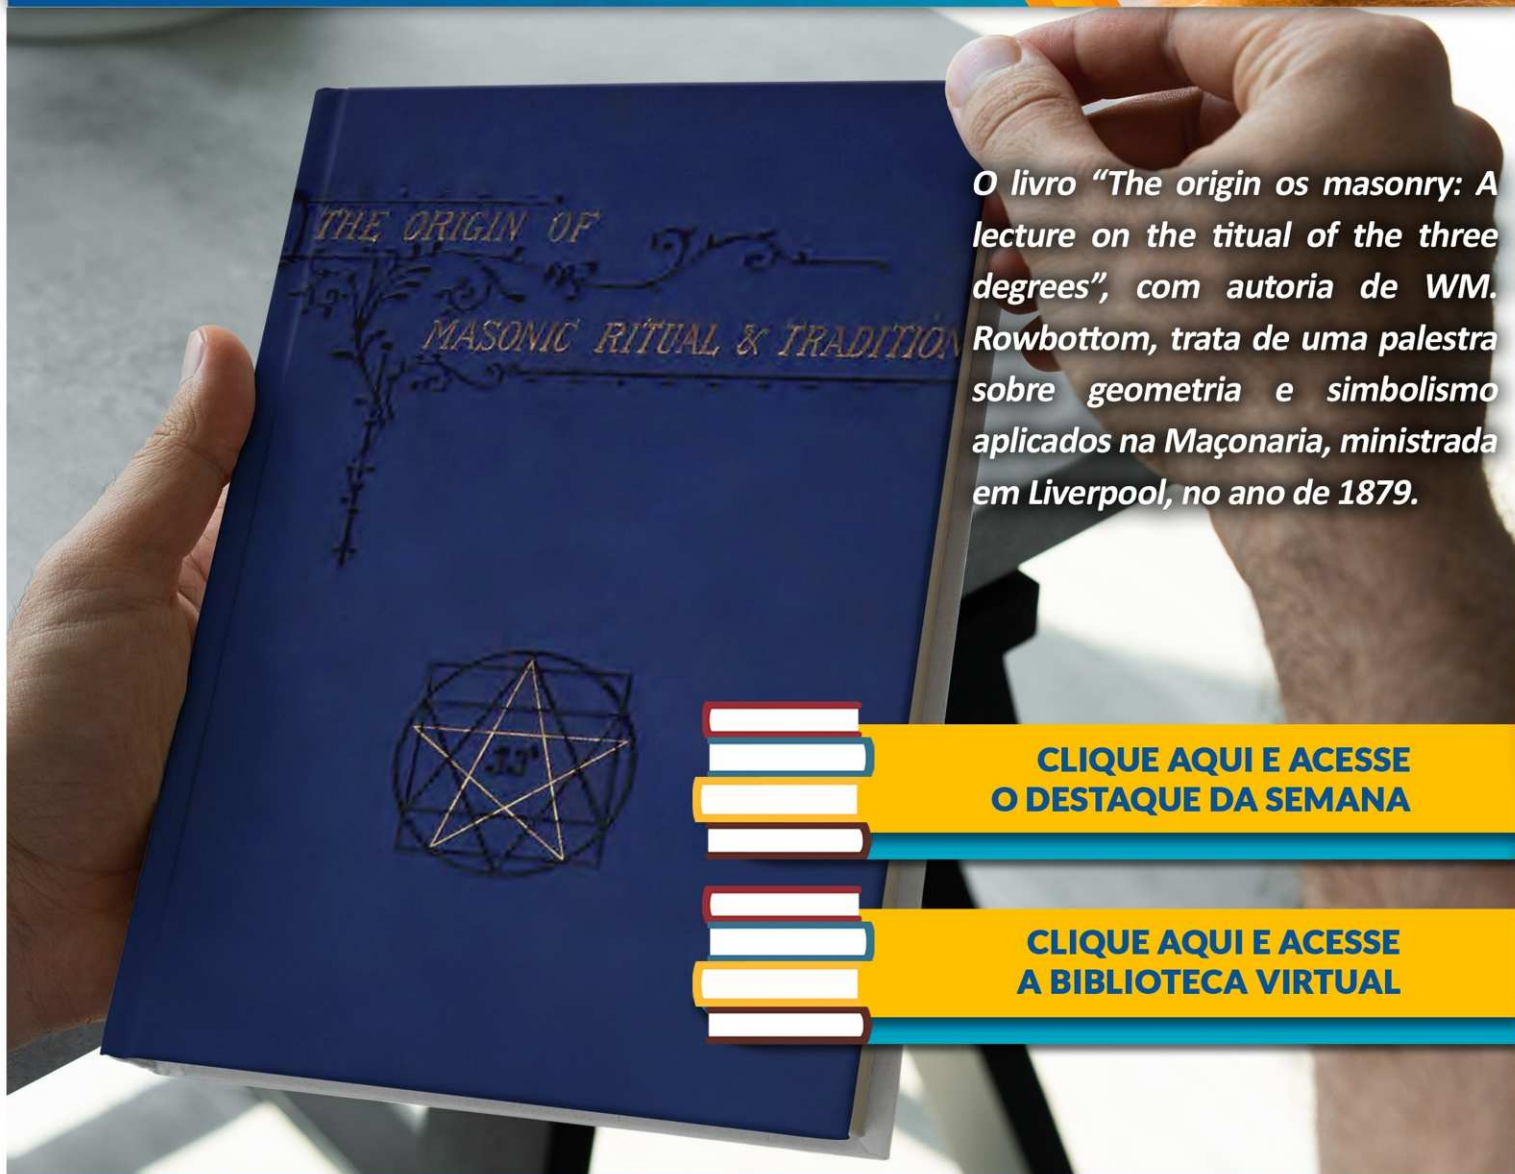 THE ORIGIN OF
MASONIC RITUAL & TRADITION
O livro “The origin os masonry: A
lecture on the titual of the three
degrees”, com autoria de WM.
Rowbottom, trata de uma palestra
sobre geometria e simbolismo
aplicados na Maçonaria, ministrada
em Liverpool, no ano de 1879.
CLIQUE AQUI E ACESSE
O DESTAQUE DA SEMANA
CLIQUE AQUI E ACESSE
A BIBLIOTECA VIRTUAL